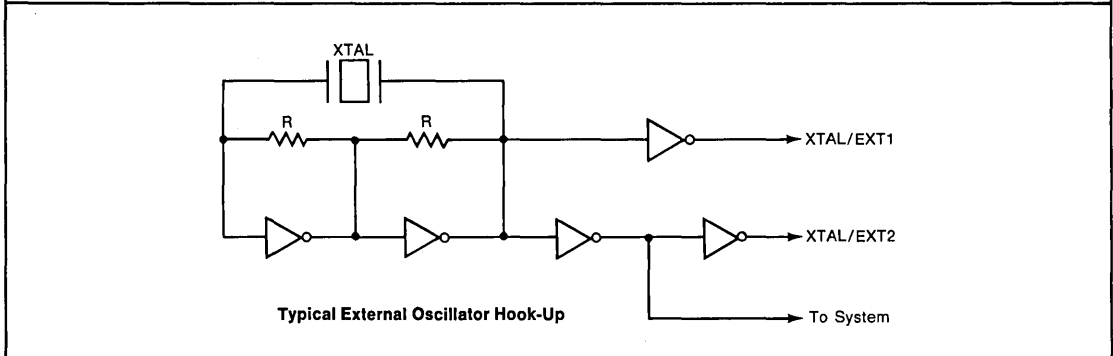 XTAL
R
R
XTAL/EXT1
XTAL/EXT2
Typical External Oscillator Hook-Up
To System